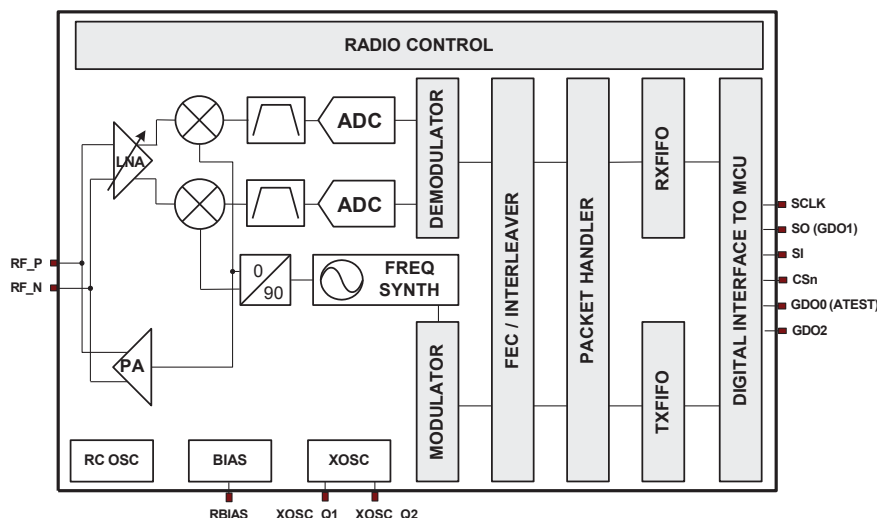 RADIO CONTROL
LNA
ADC
ADC
DEMODULATOR
FEC / INTERLEAVER
PACKET HANDLER
RXFIFO
DIGITAL INTERFACE TO MCU
SCLK
SO (GDO1)
SI
CSn
GDO0 (ATEST)
GDO2
RF_P
RF_N
0
90
FREQ
SYNTH
PA
MODULATOR
TXFIFO
RC OSC
BIAS
XOSC
RBIAS
XOSC_Q1
XOSC_Q2